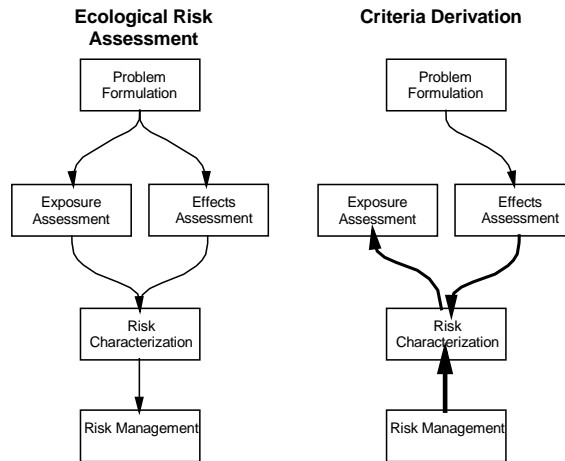 Ecological Risk
Assessment
Problem
Formulation
Exposure
Assessment
Effects
Assessment
Risk
Characterization
Risk Management
Criteria Derivation
Problem
Formulation
Exposure
Assessment
Effects
Assessment
Risk
Characterization
Risk Management